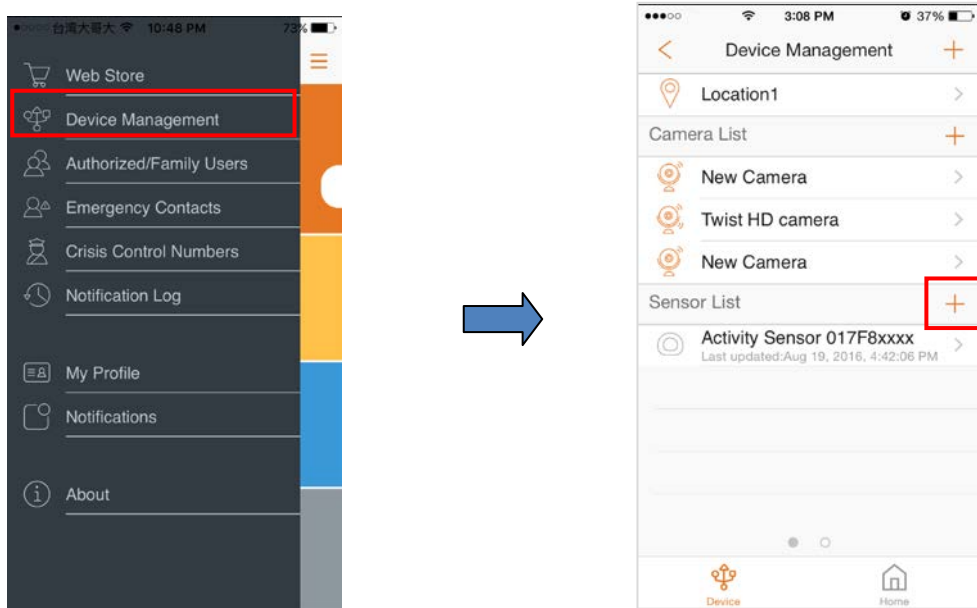 台灣大哥大 10:48 PM 73%
Web Store
Device Management
Authorized/Family Users
Emergency Contacts
Crisis Control Numbers
Notification Log
My Profile
Notifications
About
3:08 PM 37%
Device Management
Location1
Camera List
New Camera
Twist HD camera
New Camera
Sensor List
Activity Sensor 017F8xxxx
Last updated:Aug 19, 2016, 4:42:06 PM
Device Home